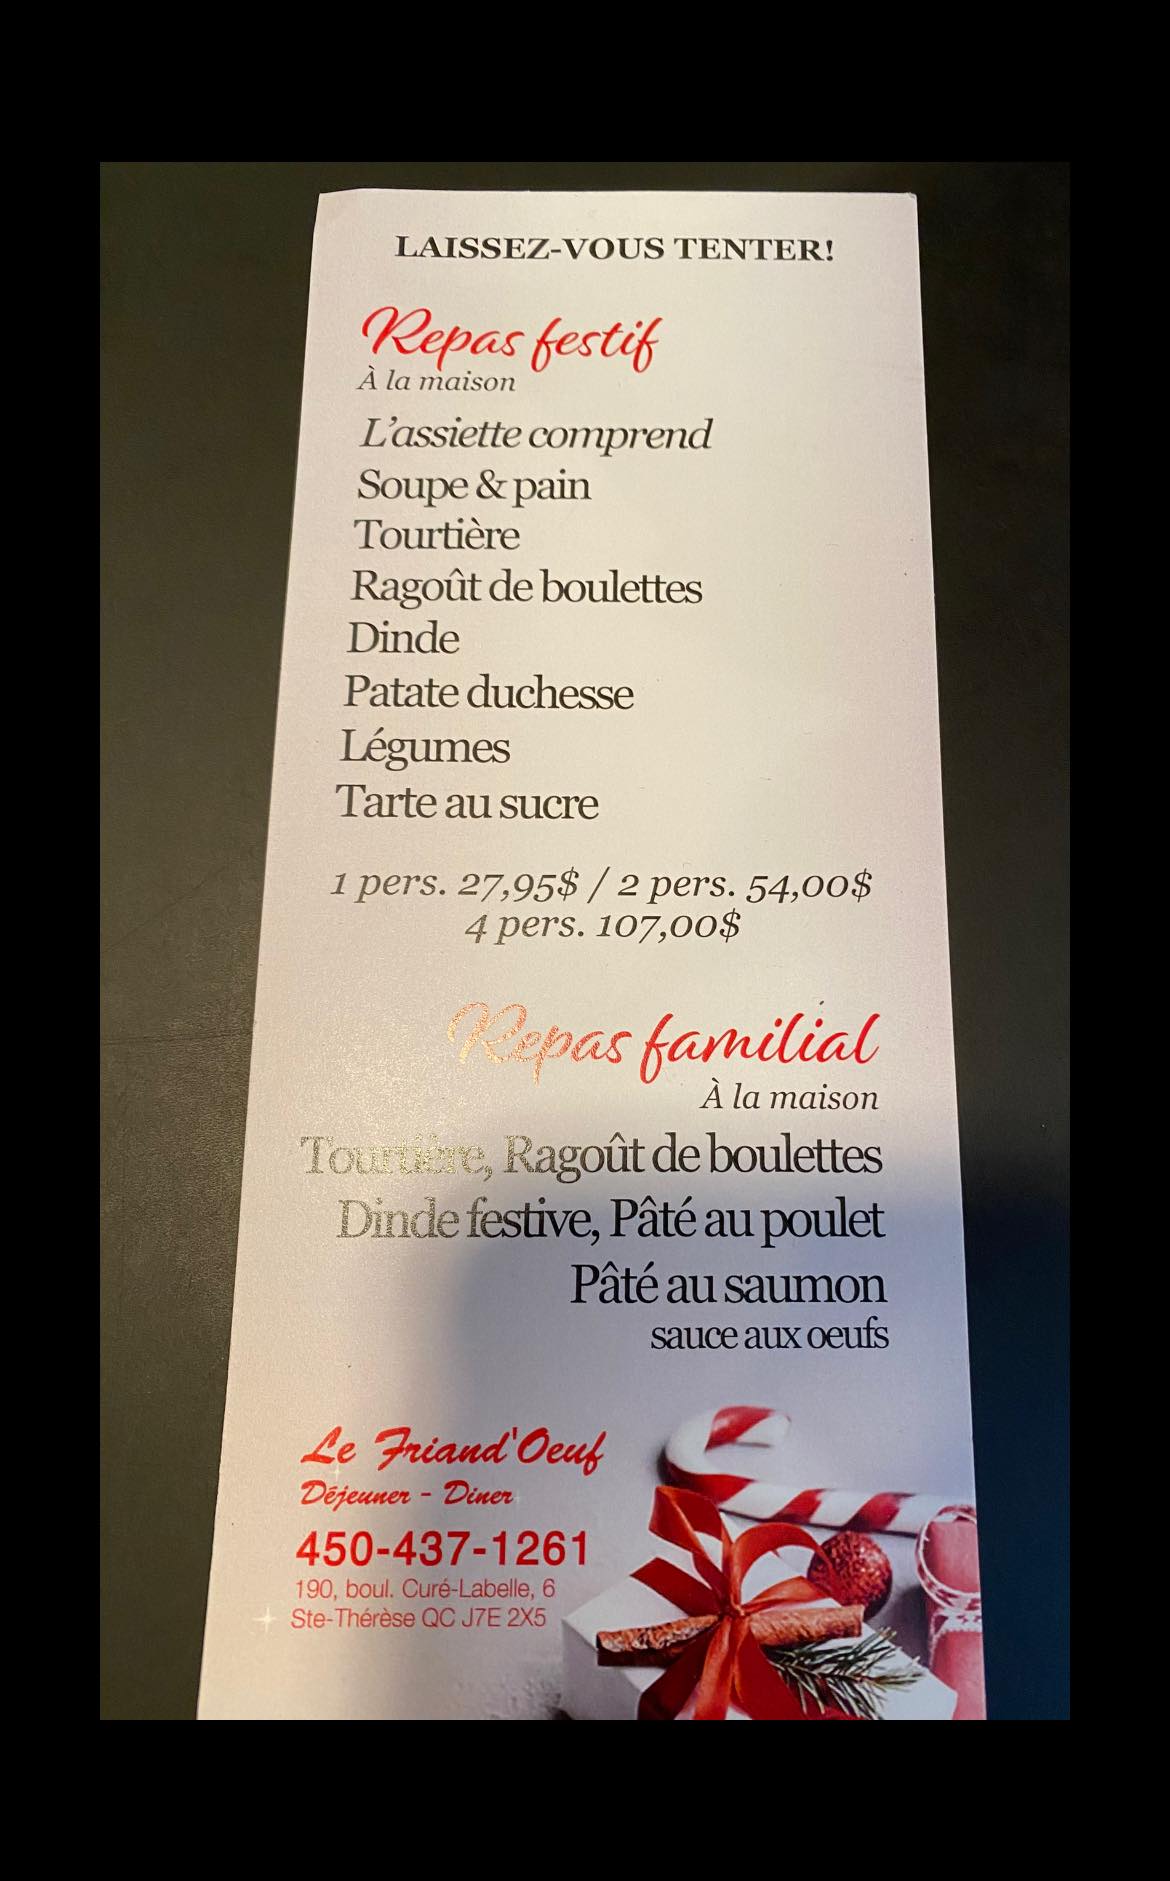 LAISSEZ-VOUS TENTER!
Repas festif
À la maison
L'assiette comprend
Soupe & pain
Tourtière
Ragoût de boulettes
Dinde
Patate duchesse
Légumes
Tarte au sucre
1 pers. 27,95$ / 2 pers. 54,00$
4 pers. 107,00$
Repas familial
À la maison
Tourtière, Ragoût de boulettes
Dinde festive, Pâté au poulet
Pâté au saumon
sauce aux oeufs
Le Friand'Oeuf
Déjeuner - Diner
450-437-1261
190, boul. Curé-Labelle, 6
Ste-Thérèse QC J7E 2X5